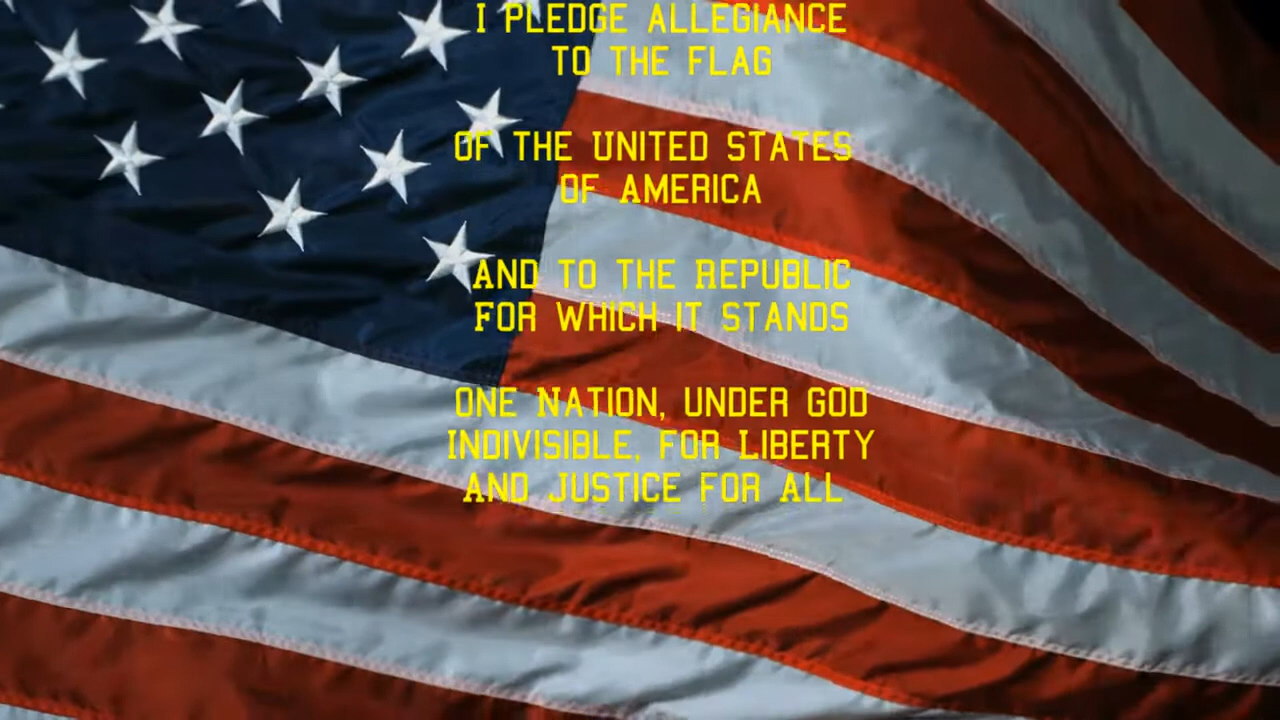 I PLEDGE ALLEGIANCE
TO THE FLAG
OF THE UNITED STATES
OF AMERICA
AND TO THE REPUBLIC
FOR WHICH IT STANDS
ONE NATION, UNDER GOD
INDIVISIBLE, FOR LIBERTY
AND JUSTICE FOR ALL